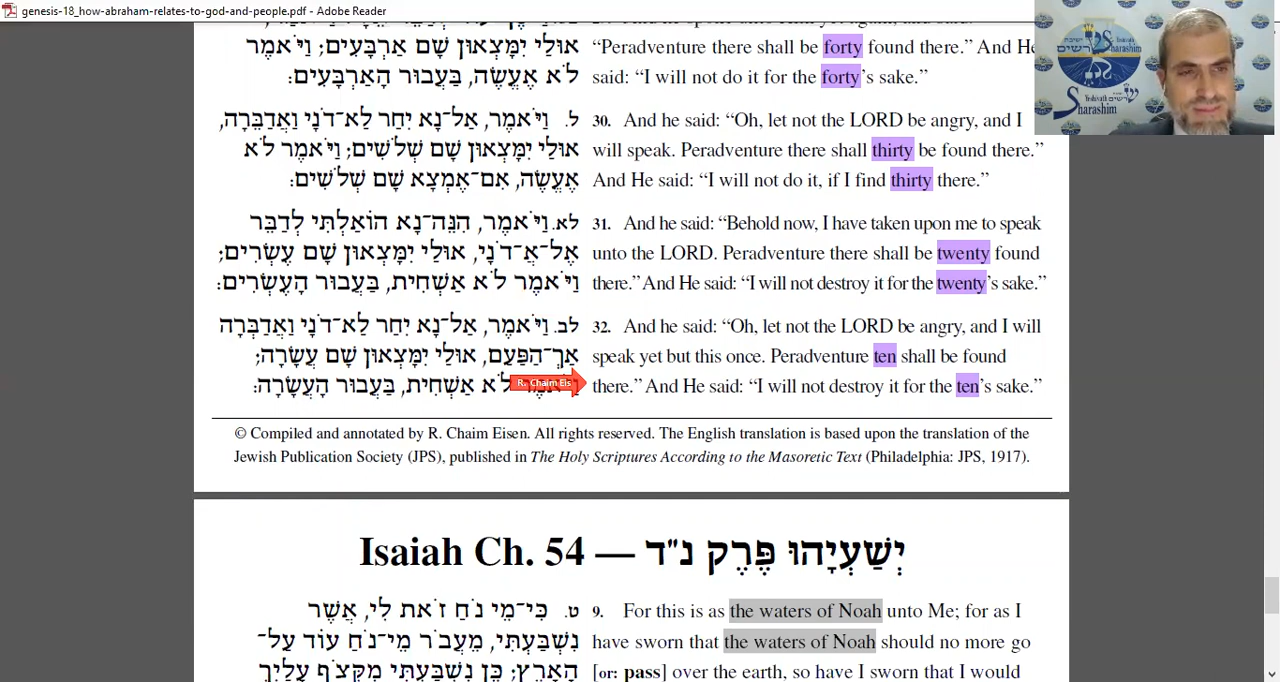 genesis-18_how-abraham-relates-to-god-and-people.pdf - Adobe Reader
ישיבת
שרשים
Yeshivath
Sharashim
אוּלַי יִמָּצְאוּן שָׁם אַרְבָּעִים; וַיֹּאמֶר
לֹא אֶעֱשֶׂה, בַּעֲבוּר הָאַרְבָּעִים:
“Peradventure there shall be forty found there.” And He
said: “I will not do it for the forty’s sake.”
ל. וַיֹּאמֶר, אַל־נָא יִחַר לַא־דֹנָי וַאֲדַבֵּרָה,
אוּלַי יִמָּצְאוּן שָׁם שְׁלֹשִׁים; וַיֹּאמֶר לֹא
אֶעֱשֶׂה, אִם־אֶמְצָא שָׁם שְׁלֹשִׁים:
30. And he said: “Oh, let not the LORD be angry, and I
will speak. Peradventure there shall thirty be found there.”
And He said: “I will not do it, if I find thirty there.”
לא. וַיֹּאמֶר, הִנֵּה־נָא הוֹאַלְתִּי לְדַבֵּר
אֶל־אֲ־דֹנָי, אוּלַי יִמָּצְאוּן שָׁם עֶשְׂרִים;
וַיֹּאמֶר לֹא אַשְׁחִית, בַּעֲבוּר הָעֶשְׂרִים:
31. And he said: “Behold now, I have taken upon me to speak
unto the LORD. Peradventure there shall be twenty found
there.” And He said: “I will not destroy it for the twenty’s sake.”
לב. וַיֹּאמֶר, אַל־נָא יִחַר לַא־דֹנָי וַאֲדַבְּרָה
אַךְ־הַפַּעַם, אוּלַי יִמָּצְאוּן שָׁם עֲשָׂרָה;
לֹא אַשְׁחִית, בַּעֲבוּר הָעֲשָׂרָה:
R. Chaim Eis
32. And he said: “Oh, let not the LORD be angry, and I will
speak yet but this once. Peradventure ten shall be found
there.” And He said: “I will not destroy it for the ten’s sake.”
© Compiled and annotated by R. Chaim Eisen. All rights reserved. The English translation is based upon the translation of the
Jewish Publication Society (JPS), published in The Holy Scriptures According to the Masoretic Text (Philadelphia: JPS, 1917).
Isaiah Ch. 54 — יְשַׁעְיָהוּ פֶּרֶק נ"ד
ט. כִּי־מֵי נֹחַ זֹאת לִי, אֲשֶׁר
נִשְׁבַּעְתִּי, מֵעֲבֹר מֵי־נֹחַ עוֹד עַל־
הָאָרֶץ; כֵּן נִשְׁבַּעְתִּי מִקְּצֹף עָלַיִךְ
9. For this is as the waters of Noah unto Me; for as I
have sworn that the waters of Noah should no more go
[or: pass] over the earth, so have I sworn that I would